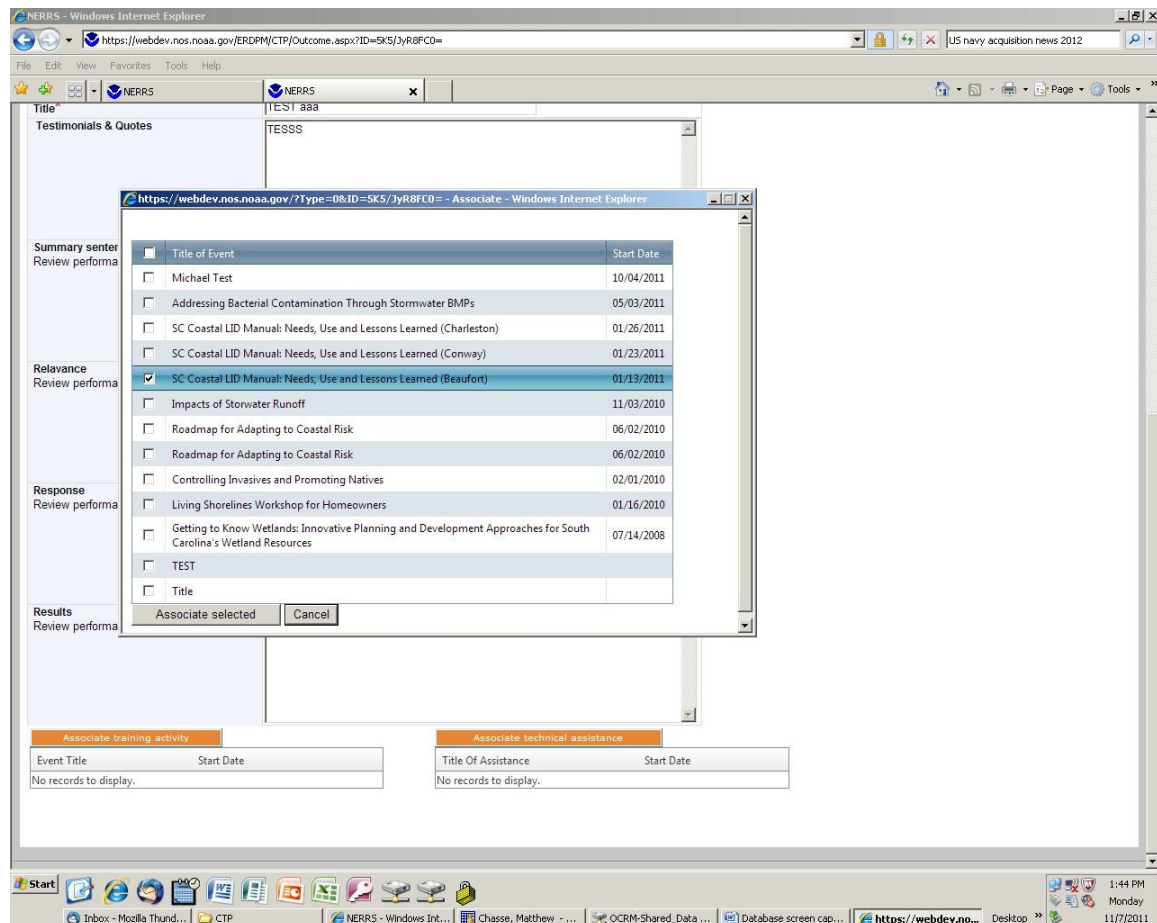 NERRS - Windows Internet Explorer
https://webdev.nos.noaa.gov/ERDPM/CTP/Outcome.aspx?ID=5K5/JyR8FC0=
US navy acquisition news 2012
File Edit View Favorites Tools Help
NERRS
NERRS
Page Tools
Title*
TEST aaa
Testimonials & Quotes
TESSS
https://webdev.nos.noaa.gov/?Type=0&ID=5K5/JyR8FC0= - Associate - Windows Internet Explorer
Title of Event Start Date
Michael Test 10/04/2011
Addressing Bacterial Contamination Through Stormwater BMPs 05/03/2011
SC Coastal LID Manual: Needs, Use and Lessons Learned (Charleston) 01/26/2011
SC Coastal LID Manual: Needs, Use and Lessons Learned (Conway) 01/23/2011
SC Coastal LID Manual: Needs, Use and Lessons Learned (Beaufort) 01/13/2011
Impacts of Storwater Runoff 11/03/2010
Roadmap for Adapting to Coastal Risk 06/02/2010
Roadmap for Adapting to Coastal Risk 06/02/2010
Controlling Invasives and Promoting Natives 02/01/2010
Living Shorelines Workshop for Homeowners 01/16/2010
Getting to Know Wetlands: Innovative Planning and Development Approaches for South
Carolina's Wetland Resources 07/14/2008
TEST
Title
Associate selected Cancel
Summary senter
Review performa
Relavance
Review performa
Response
Review performa
Results
Review performa
Associate training activity
Event Title Start Date
No records to display.
Associate technical assistance
Title Of Assistance Start Date
No records to display.
Start
1:44 PM
Monday
11/7/2011
Inbox - Mozilla Thund...
CTP
NERRS - Windows Int...
Chasse, Matthew - ...
OCRM-Shared_Data ...
Database screen cap...
https://webdev.no...
Desktop